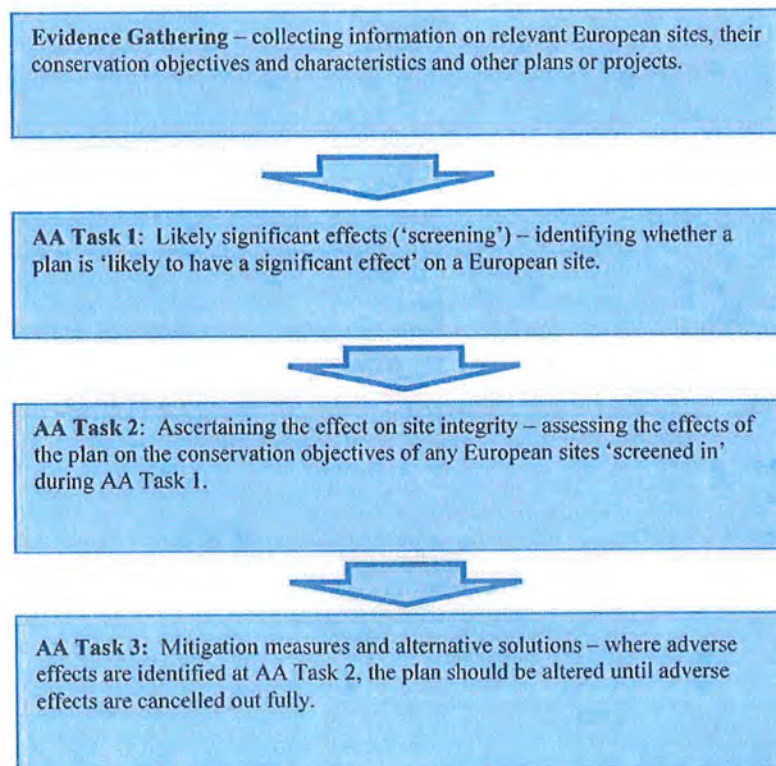 Evidence Gathering – collecting information on relevant European sites, their
conservation objectives and characteristics and other plans or projects.
AA Task 1: Likely significant effects (‘screening’) – identifying whether a
plan is ‘likely to have a significant effect’ on a European site.
AA Task 2: Ascertaining the effect on site integrity – assessing the effects of
the plan on the conservation objectives of any European sites ‘screened in’
during AA Task 1.
AA Task 3: Mitigation measures and alternative solutions – where adverse
effects are identified at AA Task 2, the plan should be altered until adverse
effects are cancelled out fully.